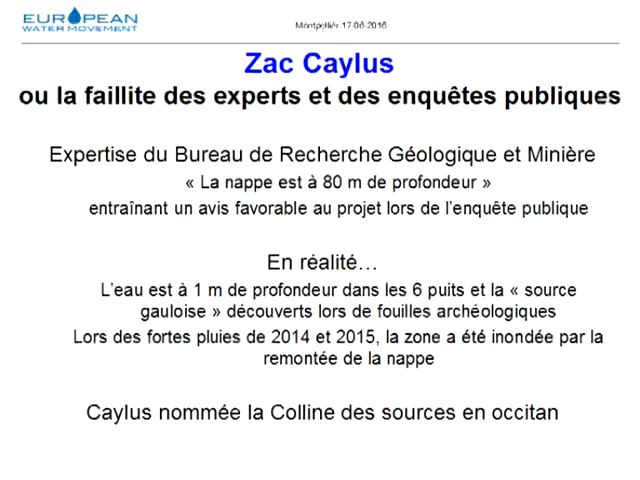 EUROPEAN
WATER MOVEMENT
Montpellier 17-06-2016
Zac Caylus
ou la faillite des experts et des enquêtes publiques
Expertise du Bureau de Recherche Géologique et Minière
« La nappe est à 80 m de profondeur »
entraînant un avis favorable au projet lors de l'enquête publique
En réalité…
L'eau est à 1 m de profondeur dans les 6 puits et la « source
gauloise » découverts lors de fouilles archéologiques
Lors des fortes pluies de 2014 et 2015, la zone a été inondée par la
remontée de la nappe
Caylus nommée la Colline des sources en occitan